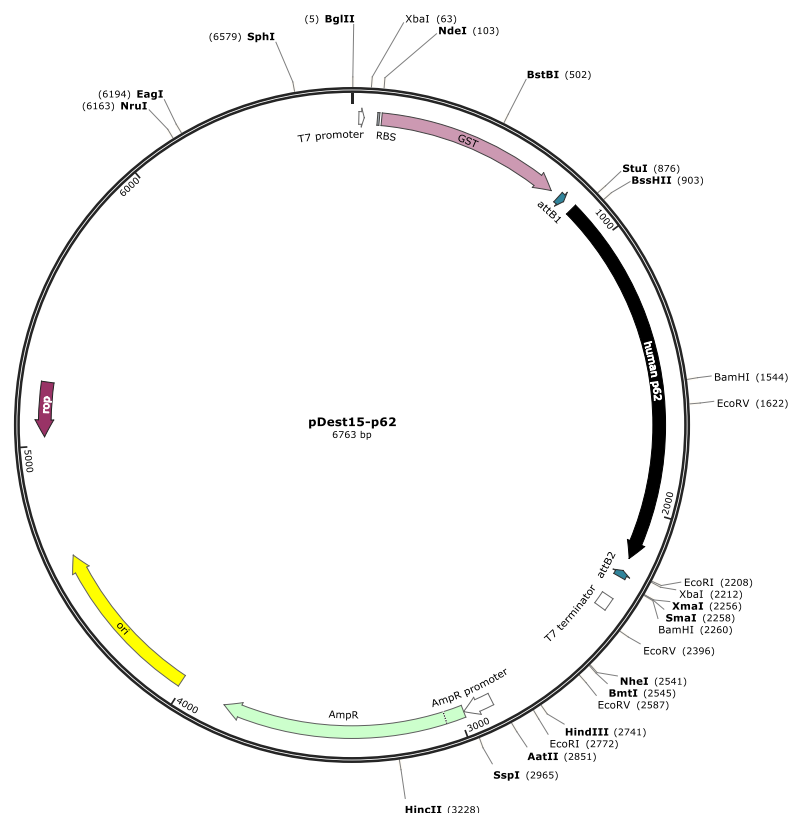 (5) BglII
XbaI (63)
NdeI (103)
(6579) SphI
BstBI (502)
(6194) EagI
(6163) NruI
T7 promoter
RBS
GST
StuI (876)
BssHII (903)
attB1
1000
6000
human p62
BamHI (1544)
EcoRV (1622)
rop
pDest15-p62
6763 bp
5000
2000
attB2
EcoRI (2208)
XbaI (2212)
XmaI (2256)
SmaI (2258)
BamHI (2260)
T7 terminator
EcoRV (2396)
ori
NheI (2541)
BmtI (2545)
EcoRV (2587)
4000
AmpR
AmpR promoter
3000
HindIII (2741)
EcoRI (2772)
AatII (2851)
SspI (2965)
HincII (3228)